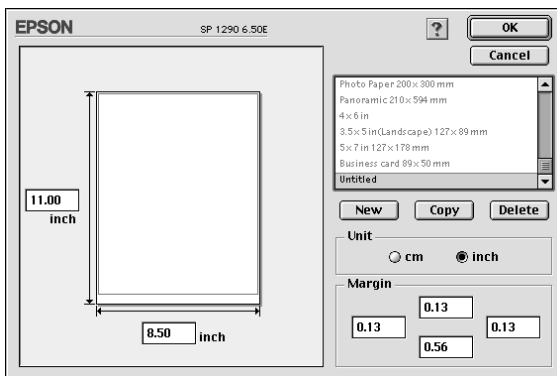 EPSON
SP 1290 6.50E
?
OK
Cancel
Photo Paper 200×300 mm
Panoramic 210×594 mm
4×6 in
3.5×5 in(Landscape) 127×89 mm
5×7 in 127×178 mm
Business card 89×50 mm
Untitled
New Copy Delete
Unit
cm inch
Margin
0.13
0.13 0.13
0.56
11.00
inch
8.50 inch